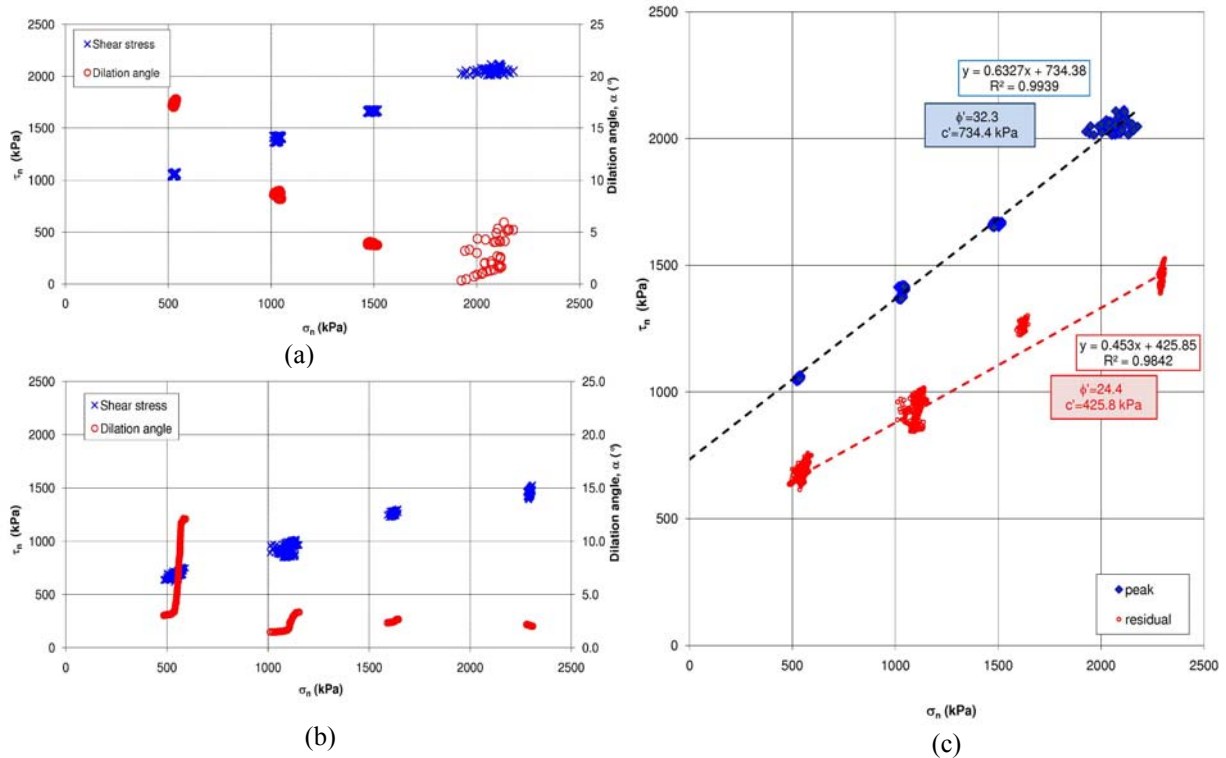 2500
2000
1500
1000
500
0
τn (kPa)
25
20
15
10
5
0
Dilation angle, α (°)
Shear stress
Dilation angle
0
500
1000
1500
2000
2500
σn (kPa)
(a)
2500
2000
1500
1000
500
0
τn (kPa)
25.0
20.0
15.0
10.0
5.0
0.0
Dilation angle, α (°)
Shear stress
Dilation angle
0
500
1000
1500
2000
2500
σn (kPa)
(b)
2500
2000
1500
1000
500
0
τn (kPa)
y = 0.6327x + 734.38
R² = 0.9939
ϕ'=32.3
c'=734.4 kPa
y = 0.453x + 425.85
R² = 0.9842
ϕ'=24.4
c'=425.8 kPa
peak
residual
0
500
1000
1500
2000
2500
σn (kPa)
(c)